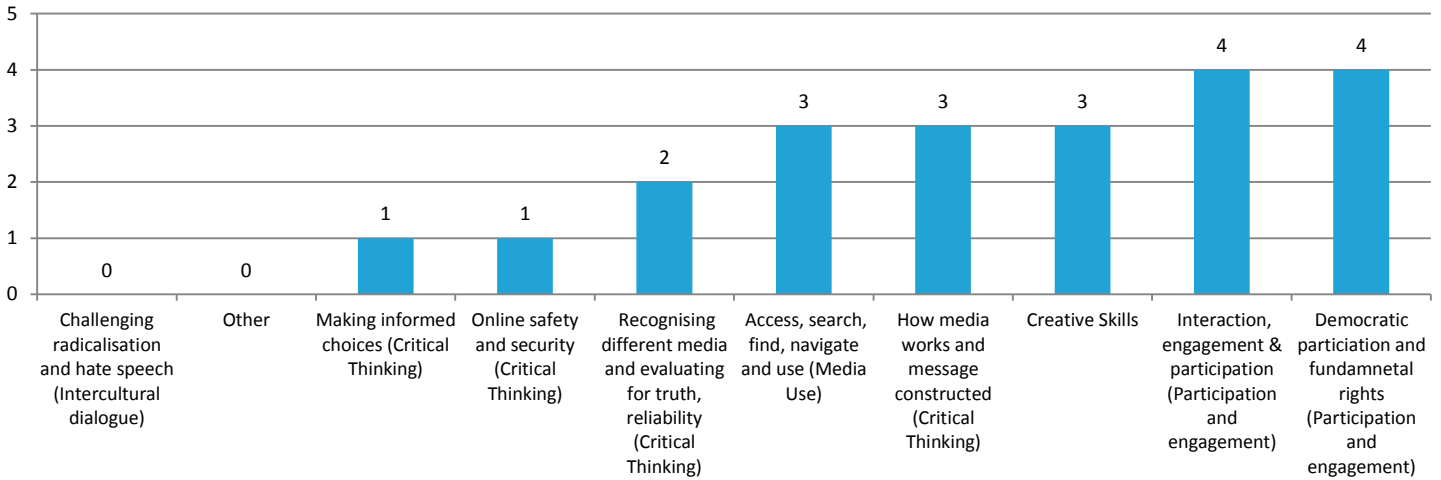 5
4
3
2
1
0
0
0
1
1
2
3
3
3
4
4
Challenging
radicalisation
and hate speech
(Intercultural
dialogue)
Other
Making informed
choices (Critical
Thinking)
Online safety
and security
(Critical
Thinking)
Recognising
different media
and evaluating
for truth,
reliability
(Critical
Thinking)
Access, search,
find, navigate
and use (Media
Use)
How media
works and
message
constructed
(Critical
Thinking)
Creative Skills
Interaction,
engagement &
participation
(Participation
and
engagement)
Democratic
particiation and
fundamnetal
rights
(Participation
and
engagement)